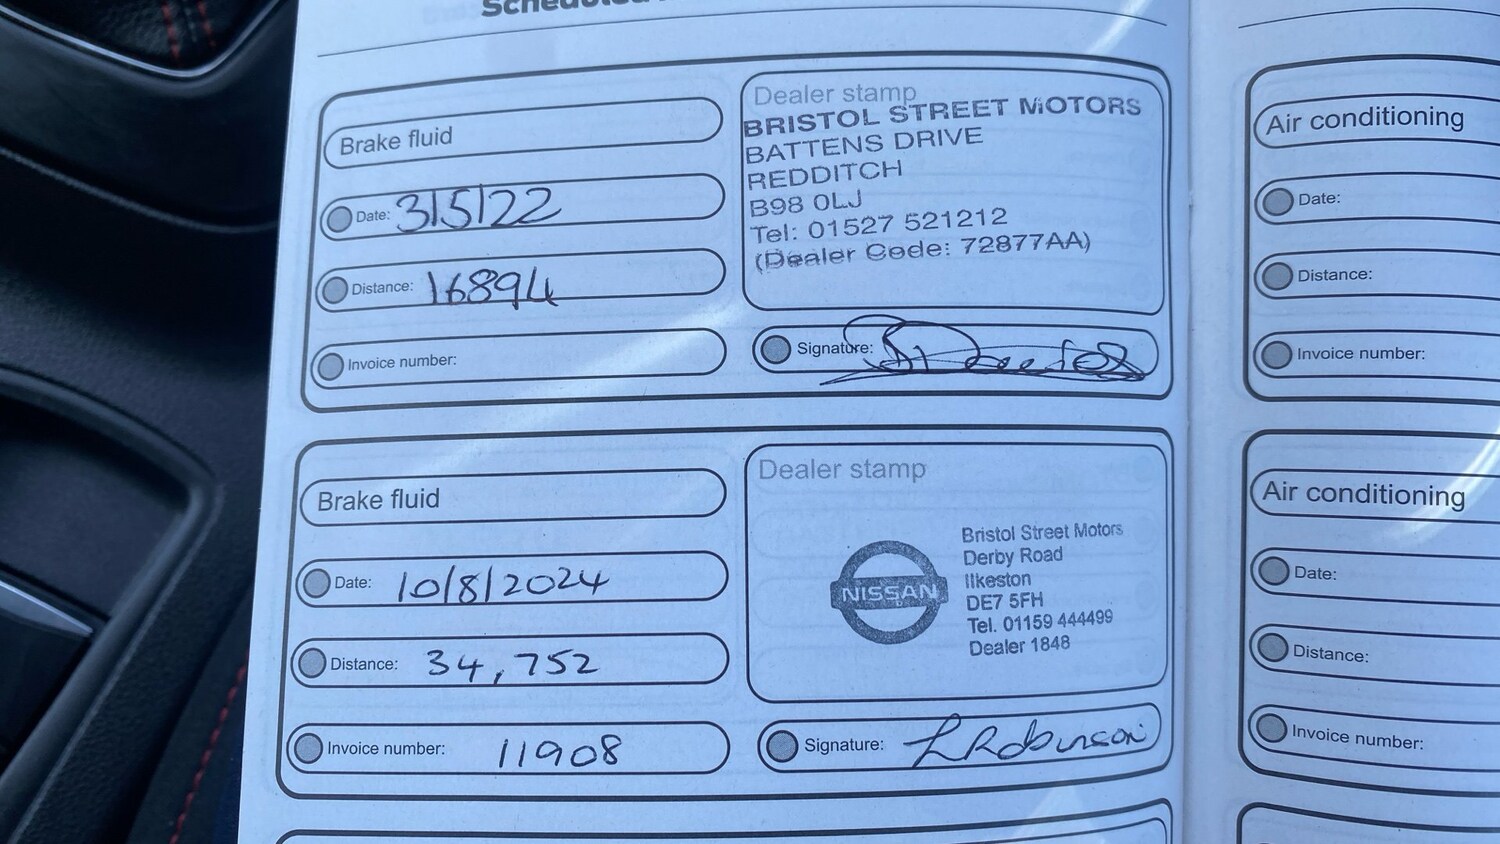 Brake fluid
Date: 3/5/22
Distance: 16894
Invoice number:
Dealer stamp
BRISTOL STREET MOTORS
BATTENS DRIVE
REDDITCH
B98 0LJ
Tel: 01527 521212
(Dealer Code: 72877AA)
Signature:
Brake fluid
Date: 10/8/2024
Distance: 34,752
Invoice number: 11908
Dealer stamp
NISSAN
Bristol Street Motors
Derby Road
Ilkeston
DE7 5FH
Tel. 01159 444499
Dealer 1848
Signature: L Robinson
Air conditioning
Date:
Distance:
Invoice number:
Air conditioning
Date:
Distance:
Invoice number: